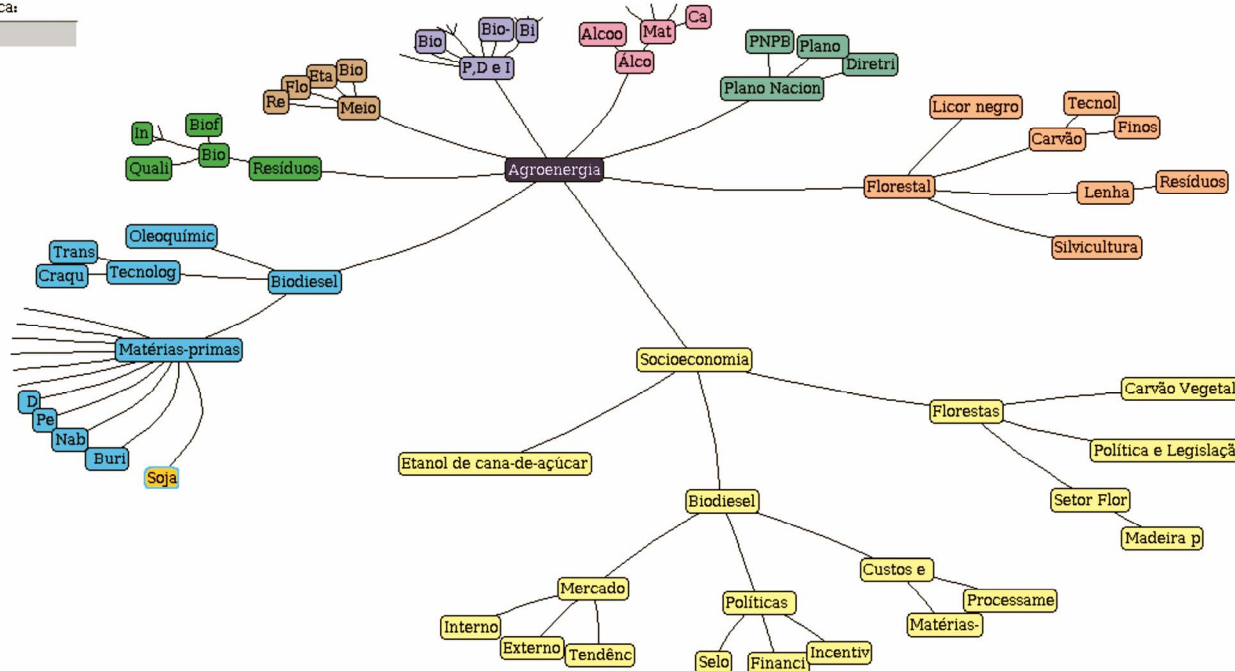 ca:
Bio
Bio-
Bi
P,D e I
Alcoo
Mat
Ca
Álco
PNPB
Plano
Diretri
Plano Nacion
Re
Flo
Eta
Bio
Meio
In
Biof
Quali
Bio
Resíduos
Agroenergia
Licor negro
Tecnol
Finos
Carvão
Florestal
Lenha
Resíduos
Silvicultura
Oleoquímic
Trans
Craqu
Tecnolog
Biodiesel
Matérias-primas
D
Pe
Nab
Buri
Soja
Socioeconomia
Etanol de cana-de-açúcar
Florestas
Carvão Vegetal
Política e Legislaçã
Setor Flor
Madeira p
Biodiesel
Mercado
Interno
Externo
Tendênc
Políticas
Selo
Financi
Incentiv
Custos e
Processame
Matérias-